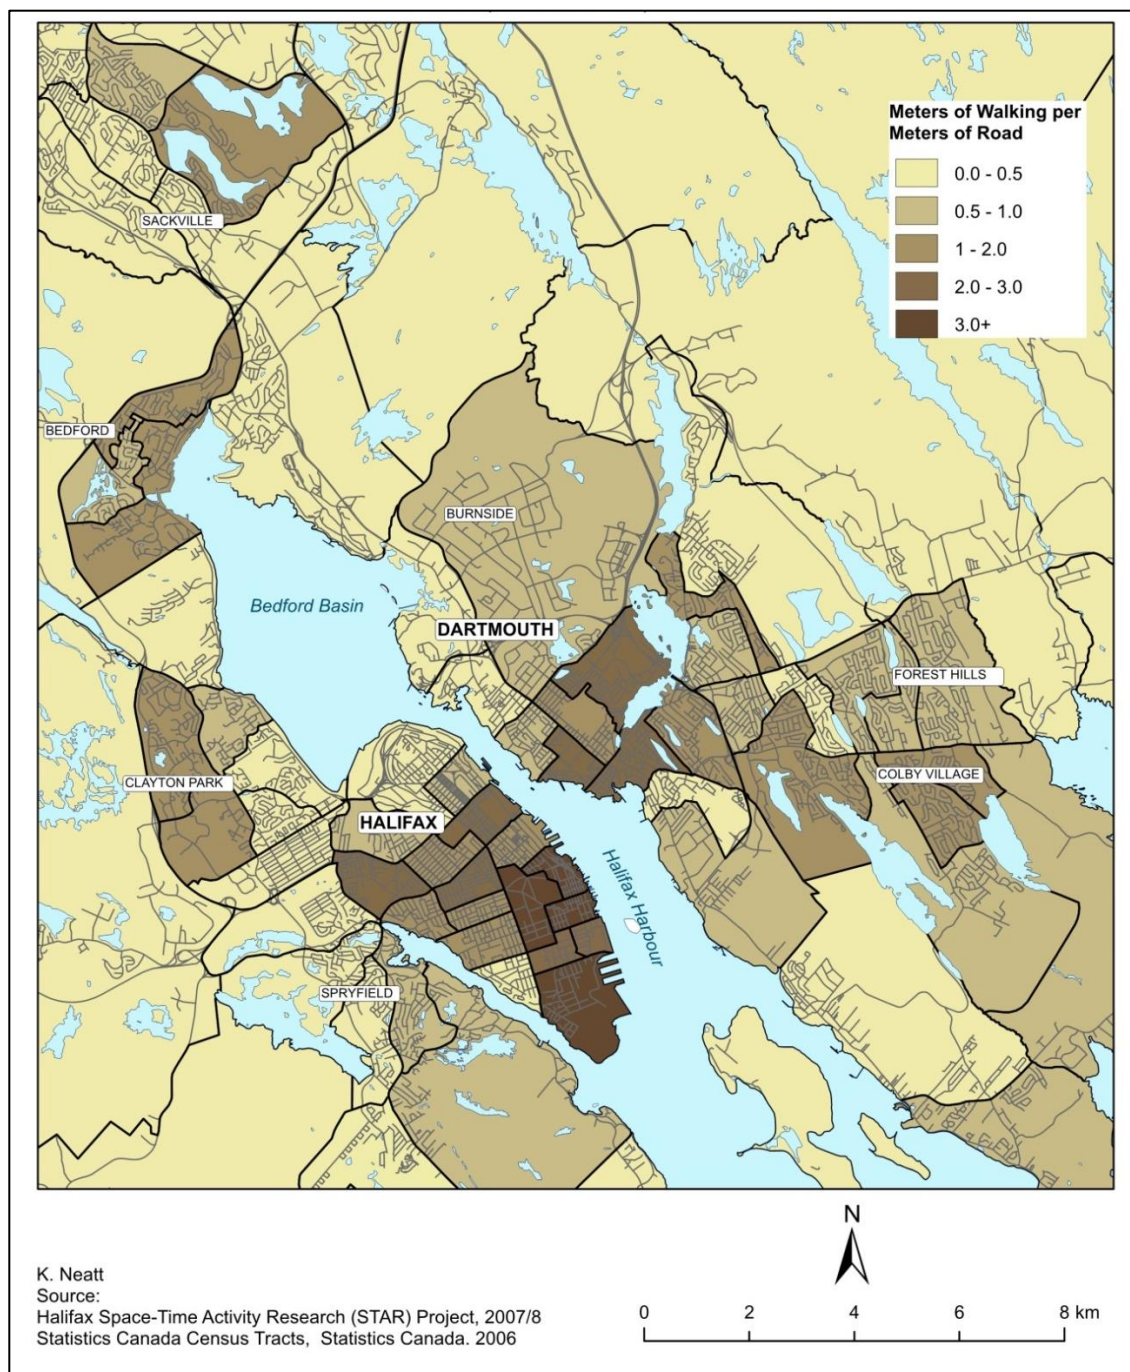 Meters of Walking per
Meters of Road
0.0 - 0.5
0.5 - 1.0
1 - 2.0
2.0 - 3.0
3.0+
SACKVILLE
BEDFORD
BURNSIDE
Bedford Basin
DARTMOUTH
FOREST HILLS
CLAYTON PARK
COLBY VILLAGE
HALIFAX
Halifax Harbour
SPRYFIELD
N
K. Neatt
Source:
Halifax Space-Time Activity Research (STAR) Project, 2007/8
Statistics Canada Census Tracts, Statistics Canada. 2006
0 2 4 6 8 km